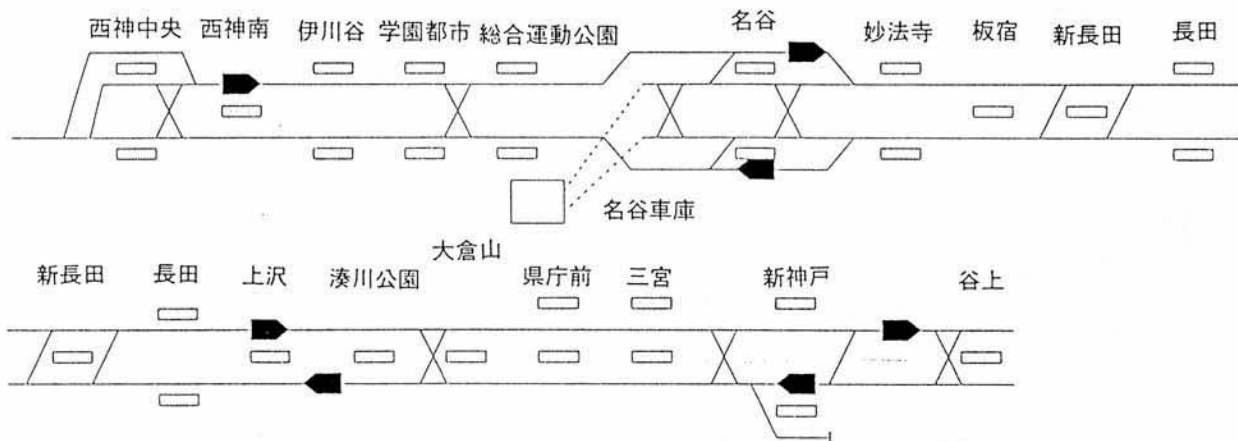 西神中央 西神南 伊川谷 学園都市 総合運動公園 名谷 妙法寺 板宿 新長田 長田
名谷車庫
新長田 長田 上沢 湊川公園 大倉山 県庁前 三宮 新神戸 谷上